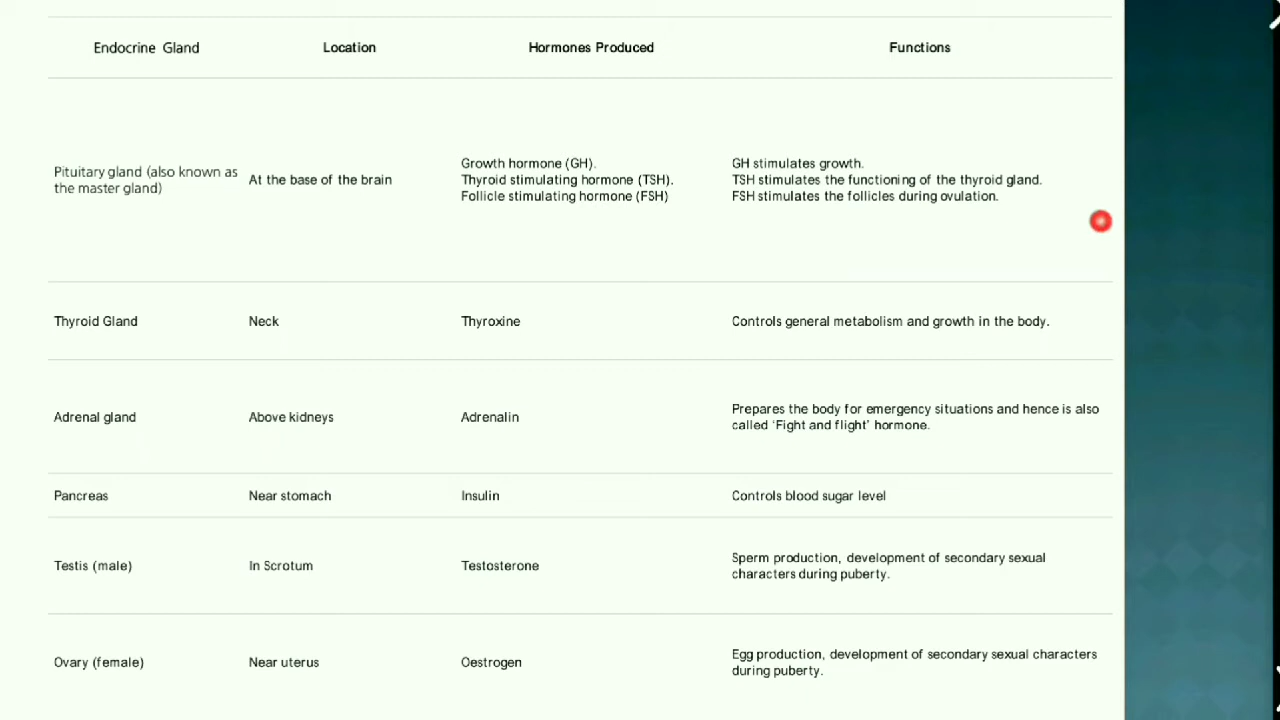 Endocrine Gland Location Hormones Produced Functions
Pituitary gland (also known as
the master gland)
At the base of the brain
Growth hormone (GH).
Thyroid stimulating hormone (TSH).
Follicle stimulating hormone (FSH)
GH stimulates growth.
TSH stimulates the functioning of the thyroid gland.
FSH stimulates the follicles during ovulation.
Thyroid Gland Neck Thyroxine Controls general metabolism and growth in the body.
Adrenal gland Above kidneys Adrenalin
Prepares the body for emergency situations and hence is also
called ‘Fight and flight’ hormone.
Pancreas Near stomach Insulin Controls blood sugar level
Testis (male) In Scrotum Testosterone
Sperm production, development of secondary sexual
characters during puberty.
Ovary (female) Near uterus Oestrogen
Egg production, development of secondary sexual characters
during puberty.